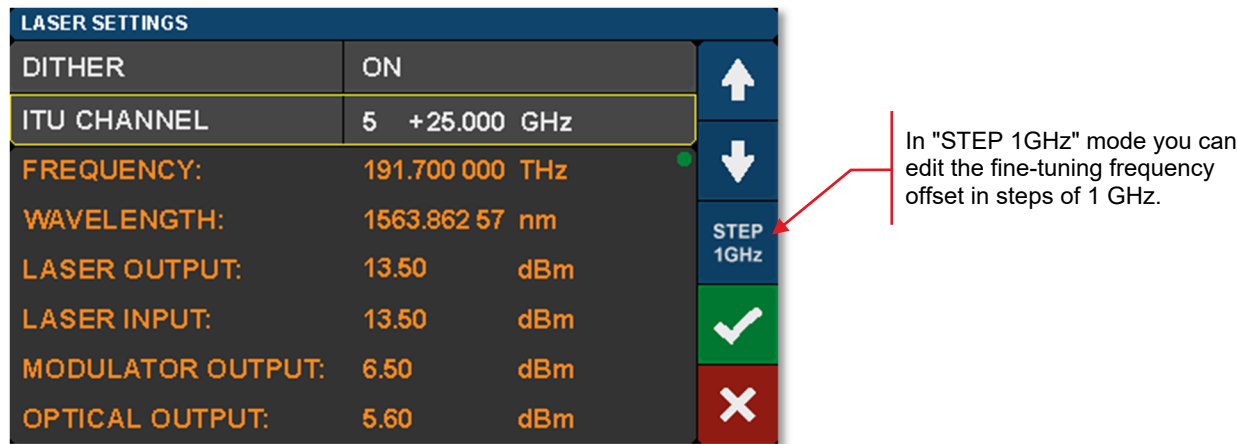 LASER SETTINGS
DITHER ON
ITU CHANNEL 5 +25.000 GHz
FREQUENCY: 191.700 000 THz
WAVELENGTH: 1563.862 57 nm
LASER OUTPUT: 13.50 dBm
LASER INPUT: 13.50 dBm
MODULATOR OUTPUT: 6.50 dBm
OPTICAL OUTPUT: 5.60 dBm
STEP
1GHz
In "STEP 1GHz" mode you can
edit the fine-tuning frequency
offset in steps of 1 GHz.